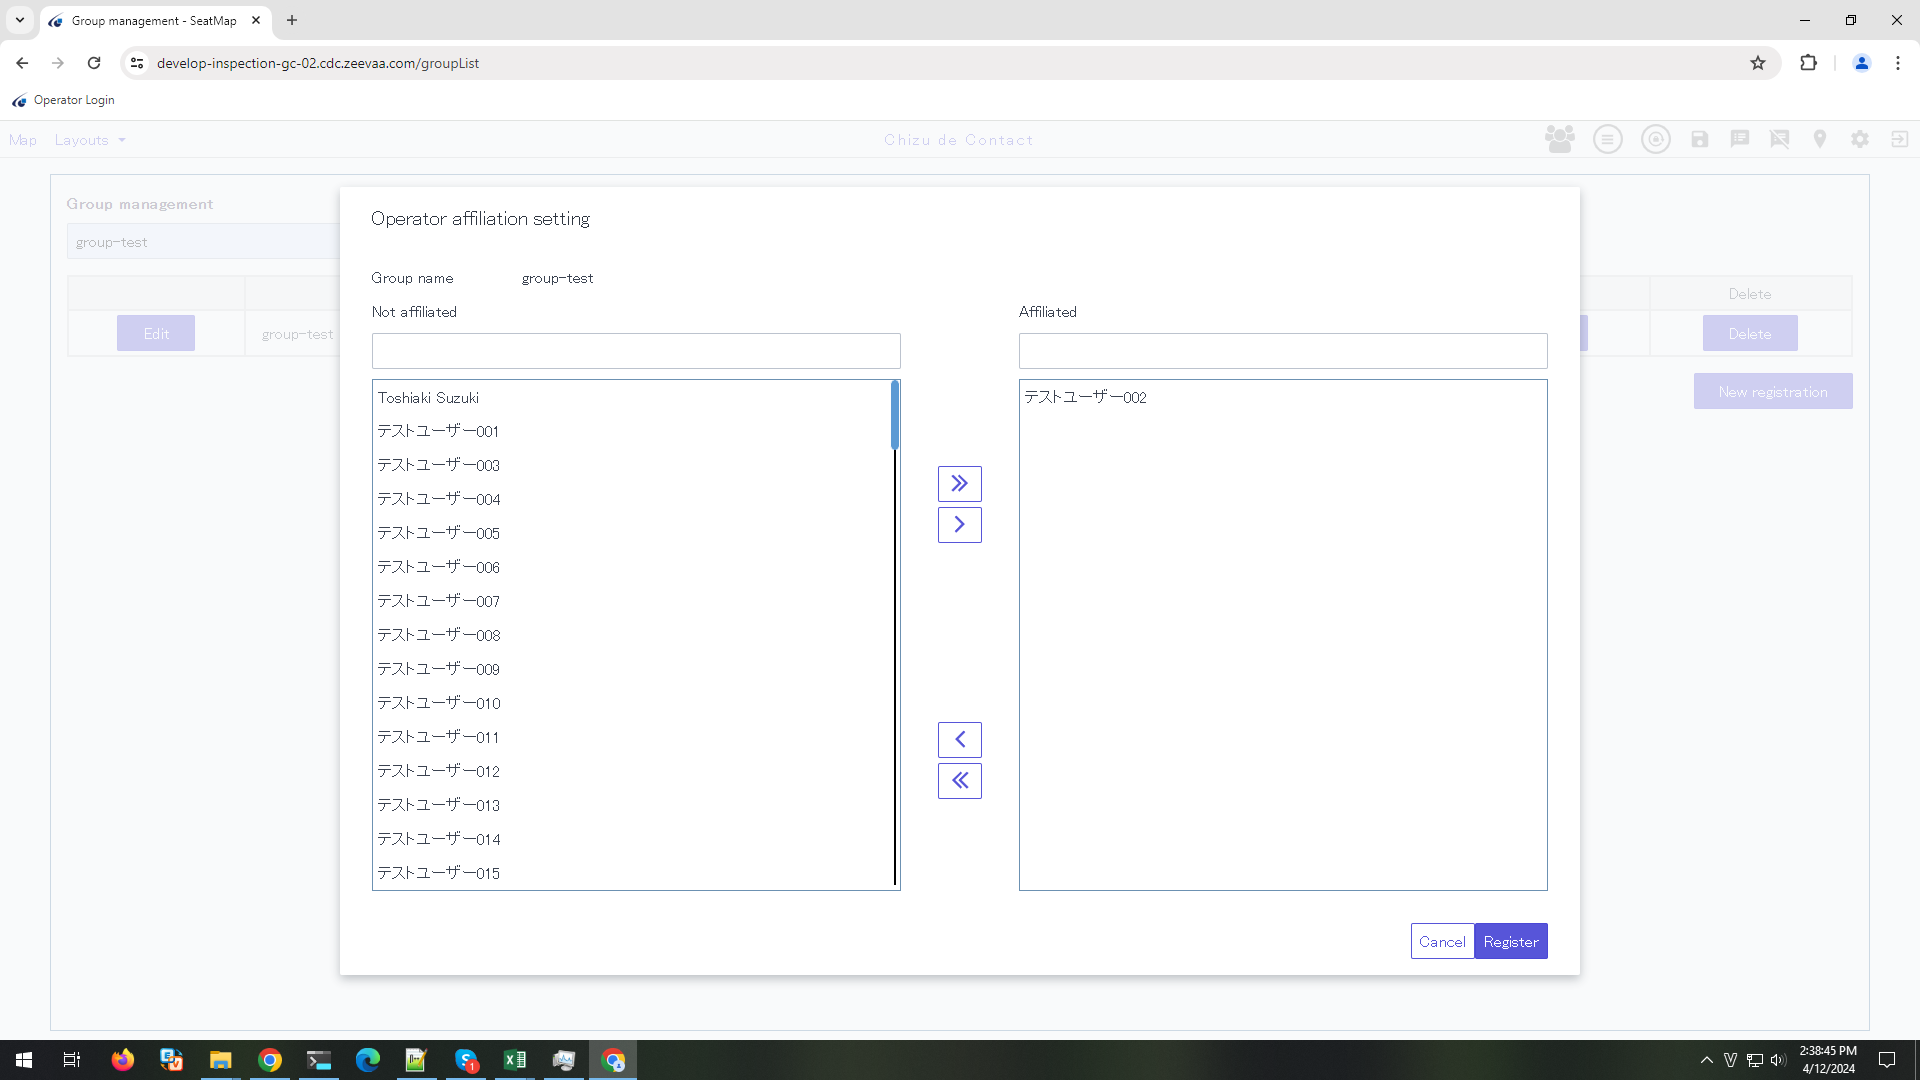 Group management - SeatMap
develop-inspection-gc-02.cdc.zeevaa.com/groupList
Operator Login
Map Layouts Chizu de Contact
Group management
group-test
Delete
Edit group-test Delete
New registration
Operator affiliation setting
Group name group-test
Not affiliated Affiliated
Toshiaki Suzuki
テストユーザー001
テストユーザー003
テストユーザー004
テストユーザー005
テストユーザー006
テストユーザー007
テストユーザー008
テストユーザー009
テストユーザー010
テストユーザー011
テストユーザー012
テストユーザー013
テストユーザー014
テストユーザー015
テストユーザー002
Cancel Register
1
2:38:45 PM
4/12/2024